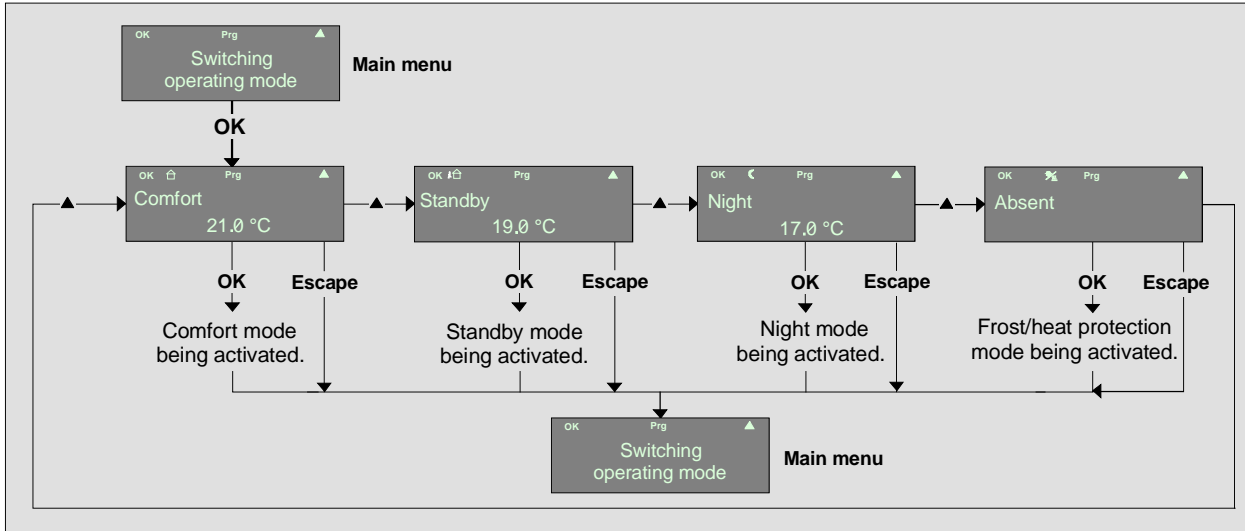 OK Prg ▲
Switching
operating mode
Main menu
OK
OK Prg ▲
Comfort
21.0 °C
OK Prg ▲
Standby
19.0 °C
OK Prg ▲
Night
17.0 °C
OK Prg ▲
Absent
▲ ▲ ▲ ▲
OK Escape
OK Escape
OK Escape
OK Escape
Comfort mode
being activated.
Standby mode
being activated.
Night mode
being activated.
Frost/heat protection
mode being activated.
OK Prg ▲
Switching
operating mode
Main menu